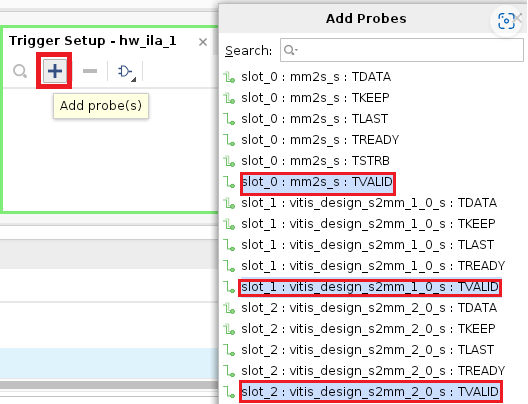 Trigger Setup - hw_ila_1
Add probe(s)
Add Probes
Search:
slot_0 : mm2s_s : TDATA
slot_0 : mm2s_s : TKEEP
slot_0 : mm2s_s : TLAST
slot_0 : mm2s_s : TREADY
slot_0 : mm2s_s : TSTRB
slot_0 : mm2s_s : TVALID
slot_1 : vitis_design_s2mm_1_0_s : TDATA
slot_1 : vitis_design_s2mm_1_0_s : TKEEP
slot_1 : vitis_design_s2mm_1_0_s : TLAST
slot_1 : vitis_design_s2mm_1_0_s : TREADY
slot_1 : vitis_design_s2mm_1_0_s : TVALID
slot_2 : vitis_design_s2mm_2_0_s : TDATA
slot_2 : vitis_design_s2mm_2_0_s : TKEEP
slot_2 : vitis_design_s2mm_2_0_s : TLAST
slot_2 : vitis_design_s2mm_2_0_s : TREADY
slot_2 : vitis_design_s2mm_2_0_s : TVALID